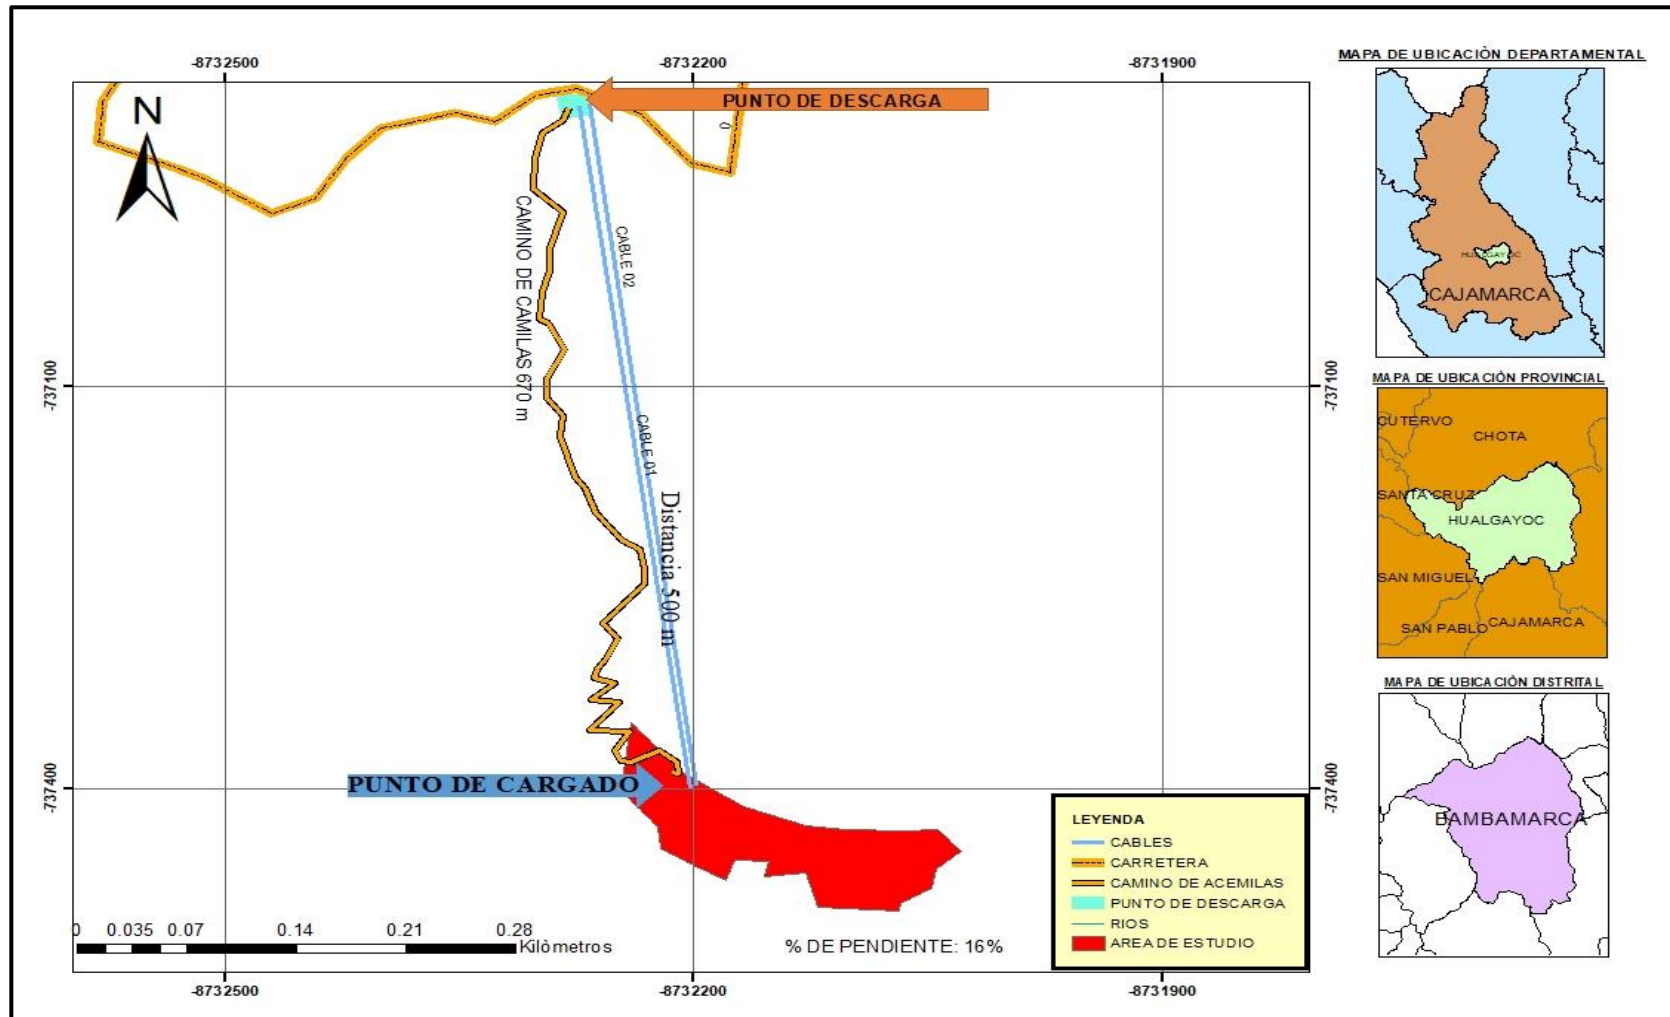 -8732500
-8732200
-8731900
MAPA DE UBICACIÒN DEPARTAMENTAL
N
PUNTO DE DESCARGA
0
CAMINO DE CAMILAS 670 m
CABLE 02
CABLE 01
Distancia 500 m
-737100
-737100
HUALGAYOC
CAJAMARCA
MAPA DE UBICACIÒN PROVINCIAL
CUTERVO
CHOTA
SANTA CRUZ
HUALGAYOC
SAN MIGUEL
SAN PABLO
CAJAMARCA
MAPA DE UBICACIÒN DISTRITAL
BAMBAMARCA
PUNTO DE CARGADO
-737400
-737400
LEYENDA
CABLES
CARRETERA
CAMINO DE ACEMILAS
PUNTO DE DESCARGA
RIOS
AREA DE ESTUDIO
0 0.035 0.07 0.14 0.21 0.28
Kilòmetros
% DE PENDIENTE: 16%
-8732500
-8732200
-8731900